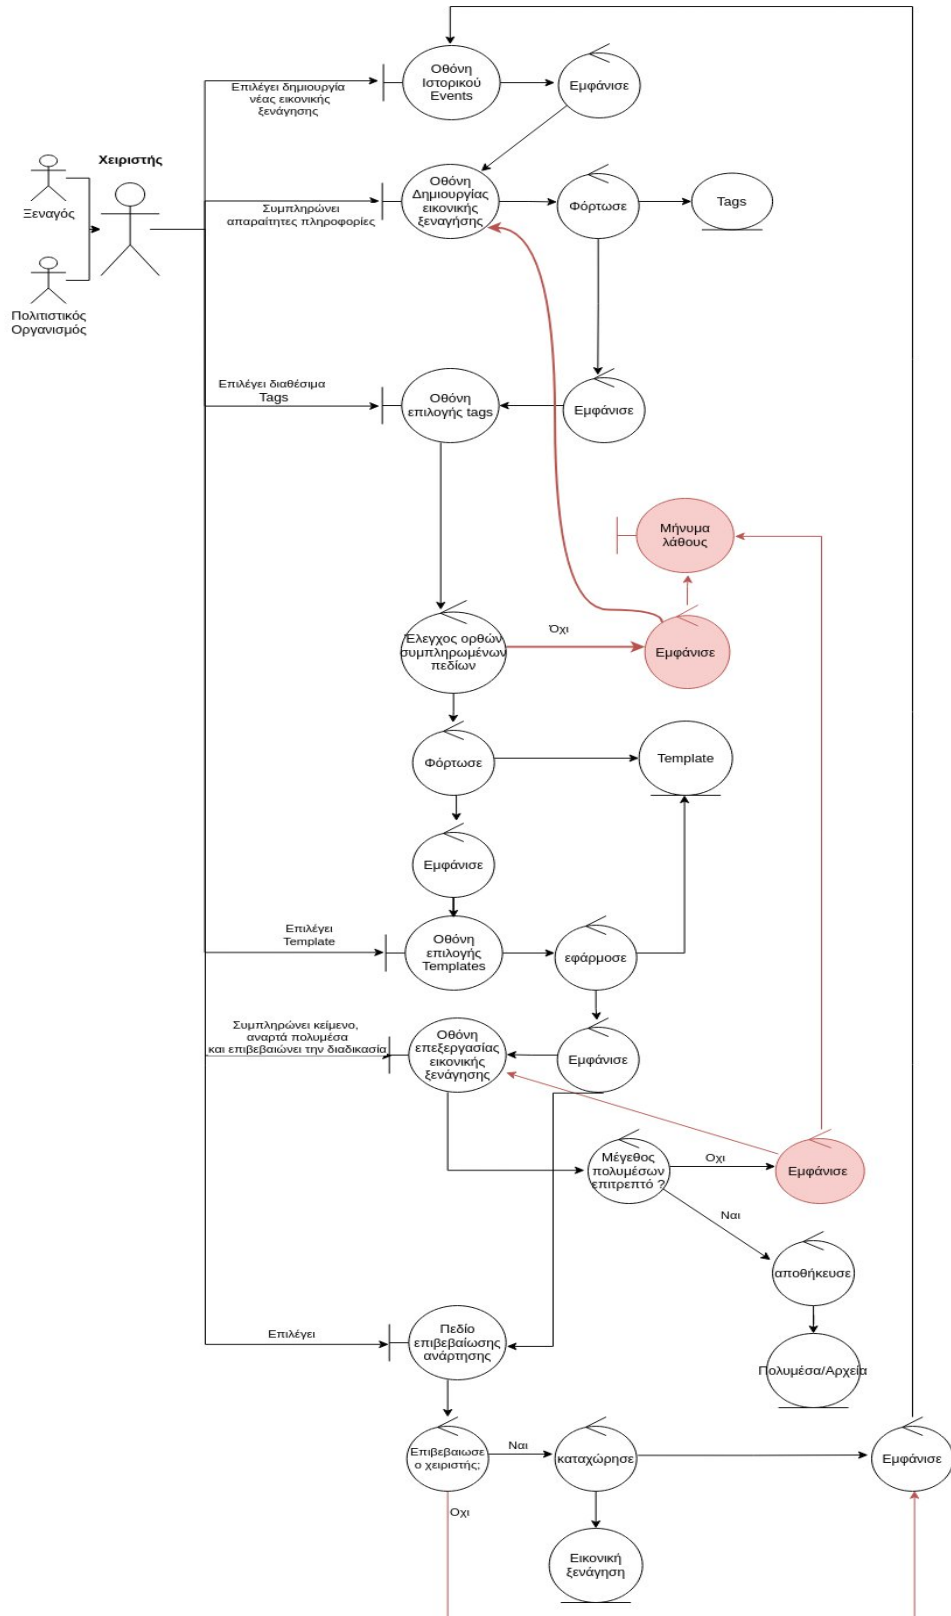 Οθόνη
Ιστορικού
Events
Εμφάνισε
Επιλέγει δημιουργία
νέας εικονικής
ξενάγησης
Χειριστής
Ξεναγός
Πολιτιστικός
Οργανισμός
Οθόνη
Δημιουργίας
εικονικής
ξεναγήσης
Φόρτωσε
Tags
Συμπληρώνει
απαραίτητες πληροφορίες
Επιλέγει διαθέσιμα
Tags
Οθόνη
επιλογής tags
Εμφάνισε
Μήνυμα
λάθους
Έλεγχος ορθών
συμπληρωμένων
πεδίων
Όχι
Εμφάνισε
Φόρτωσε
Template
Εμφάνισε
Επιλέγει
Template
Οθόνη
επιλογής
Templates
εφάρμοσε
Συμπληρώνει κείμενο,
αναρτά πολυμέσα
και επιβεβαιώνει την διαδικασία
Οθόνη
επεξεργασίας
εικονικής
ξενάγησης
Εμφάνισε
Μέγεθος
πολυμέσων
επιτρεπτό ?
Οχι
Εμφάνισε
Ναι
αποθήκευσε
Επιλέγει
Πεδίο
επιβεβαίωσης
ανάρτησης
Πολυμέσα/Αρχεία
Επιβεβαιωσε
ο χειριστής;
Ναι
καταχώρησε
Εμφάνισε
Οχι
Εικονική
ξενάγηση